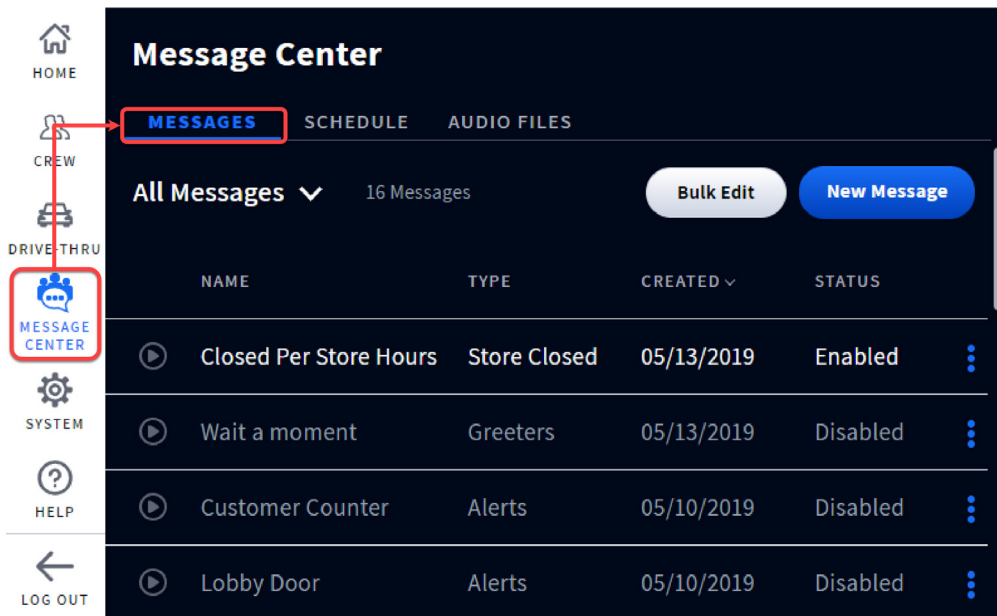 HOME
CREW
DRIVE-THRU
MESSAGE
CENTER
SYSTEM
HELP
LOG OUT
Message Center
MESSAGES SCHEDULE AUDIO FILES
All Messages 16 Messages Bulk Edit New Message
NAME TYPE CREATED STATUS
Closed Per Store Hours Store Closed 05/13/2019 Enabled
Wait a moment Greeters 05/13/2019 Disabled
Customer Counter Alerts 05/10/2019 Disabled
Lobby Door Alerts 05/10/2019 Disabled